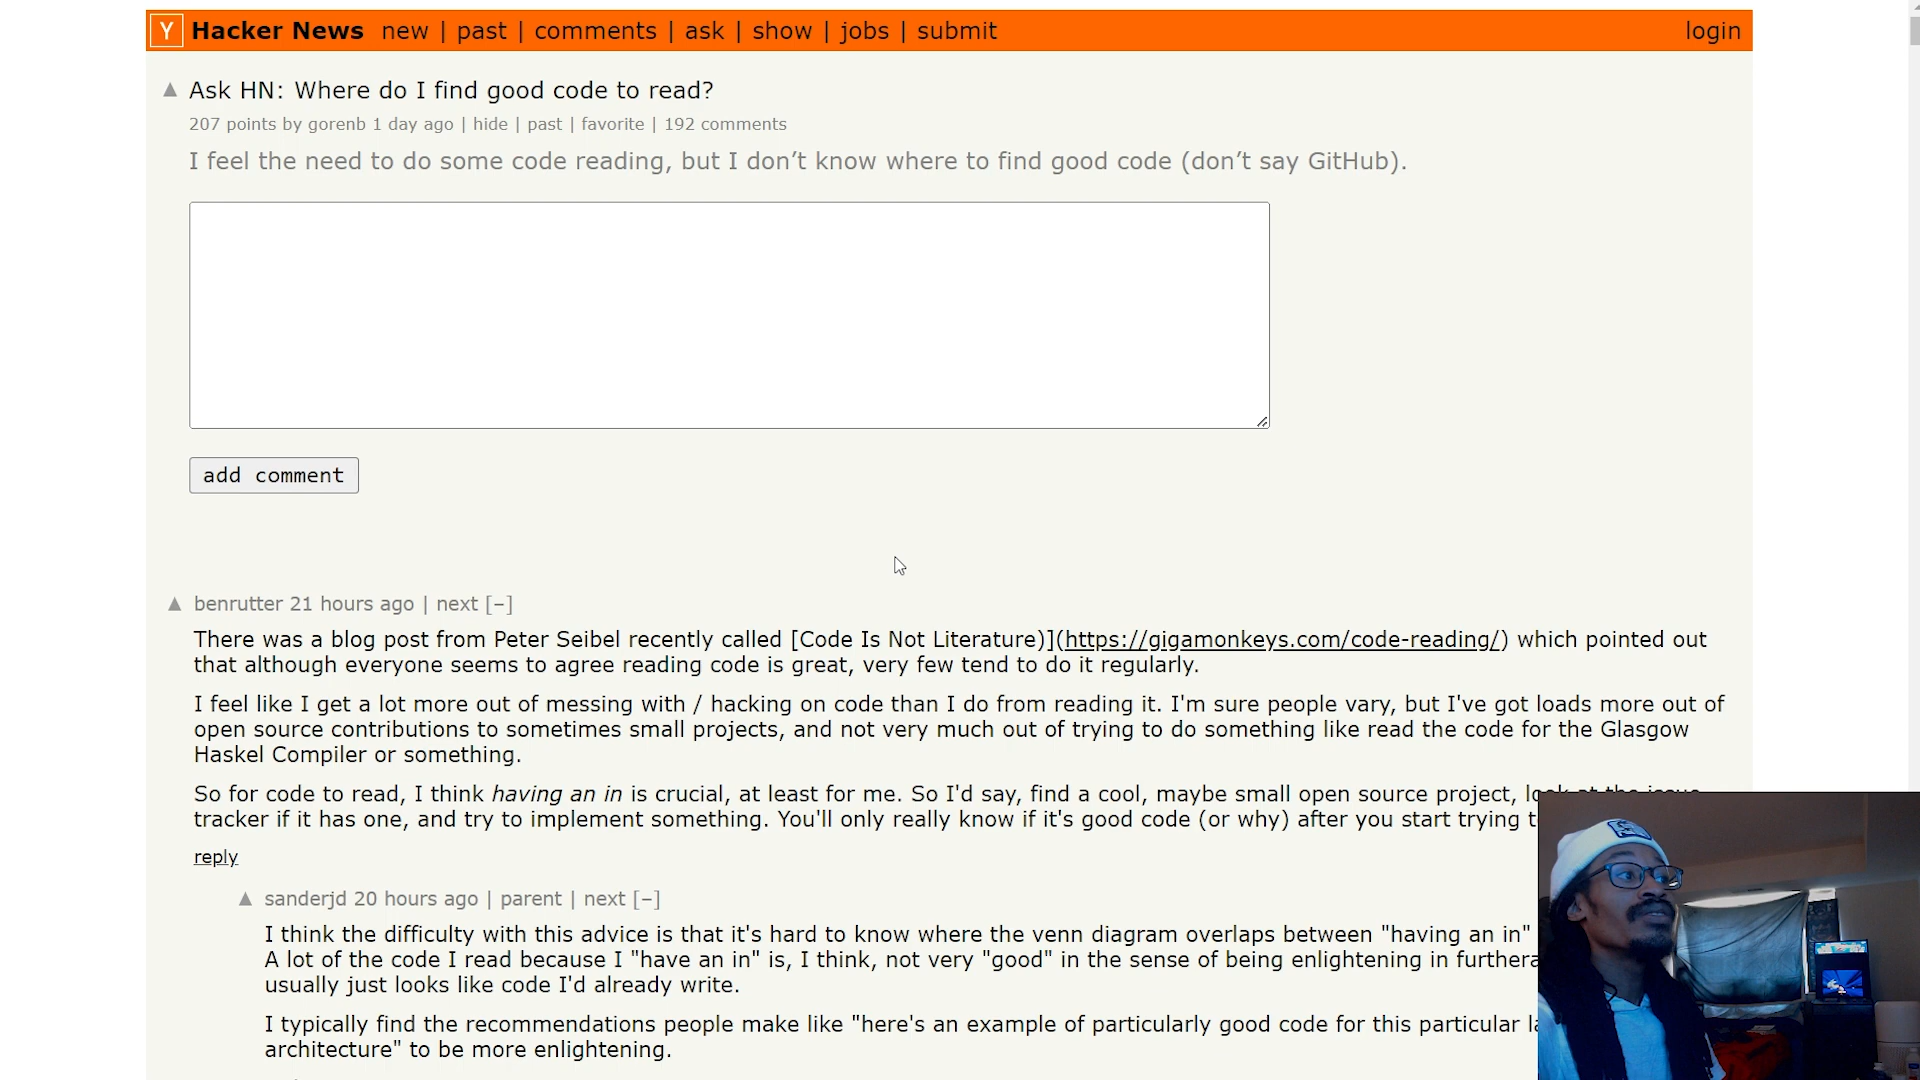 Y Hacker News new | past | comments | ask | show | jobs | submit login
Ask HN: Where do I find good code to read?
207 points by gorenb 1 day ago | hide | past | favorite | 192 comments
I feel the need to do some code reading, but I don’t know where to find good code (don’t say GitHub).
add comment
benrutter 21 hours ago | next [–]
There was a blog post from Peter Seibel recently called [Code Is Not Literature)](https://gigamonkeys.com/code-reading/) which pointed out
that although everyone seems to agree reading code is great, very few tend to do it regularly.
I feel like I get a lot more out of messing with / hacking on code than I do from reading it. I'm sure people vary, but I've got loads more out of
open source contributions to sometimes small projects, and not very much out of trying to do something like read the code for the Glasgow
Haskel Compiler or something.
So for code to read, I think having an in is crucial, at least for me. So I'd say, find a cool, maybe small open source project, look at the issue
tracker if it has one, and try to implement something. You'll only really know if it's good code (or why) after you start trying
reply
sanderjd 20 hours ago | parent | next [–]
I think the difficulty with this advice is that it's hard to know where the venn diagram overlaps between "having an in"
A lot of the code I read because I "have an in" is, I think, not very "good" in the sense of being enlightening in
usually just looks like code I'd already write.
I typically find the recommendations people make like "here's an example of particularly good code for this particular
architecture" to be more enlightening.